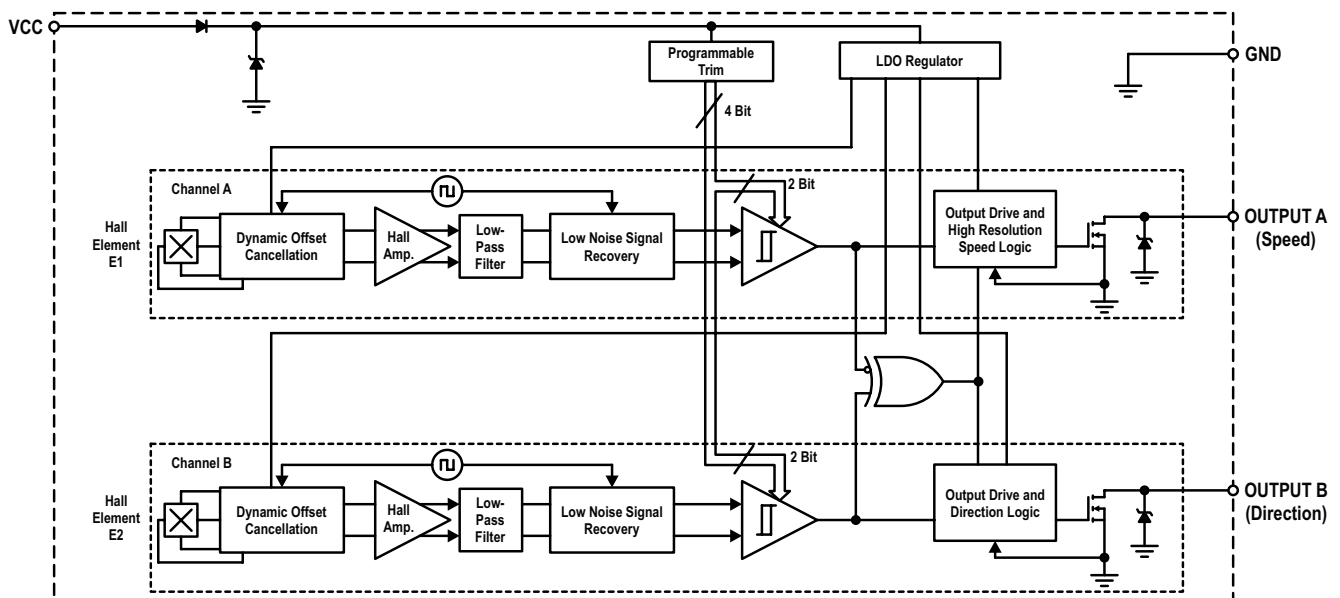 VCC
Programmable
Trim
LDO Regulator
GND
4 Bit
Channel A
2 Bit
Hall
Element
E1
Dynamic Offset
Cancellation
Hall
Amp.
Low-
Pass
Filter
Low Noise Signal
Recovery
Output Drive and
High Resolution
Speed Logic
OUTPUT A
(Speed)
Channel B
2 Bit
Hall
Element
E2
Dynamic Offset
Cancellation
Hall
Amp.
Low-
Pass
Filter
Low Noise Signal
Recovery
Output Drive and
Direction Logic
OUTPUT B
(Direction)